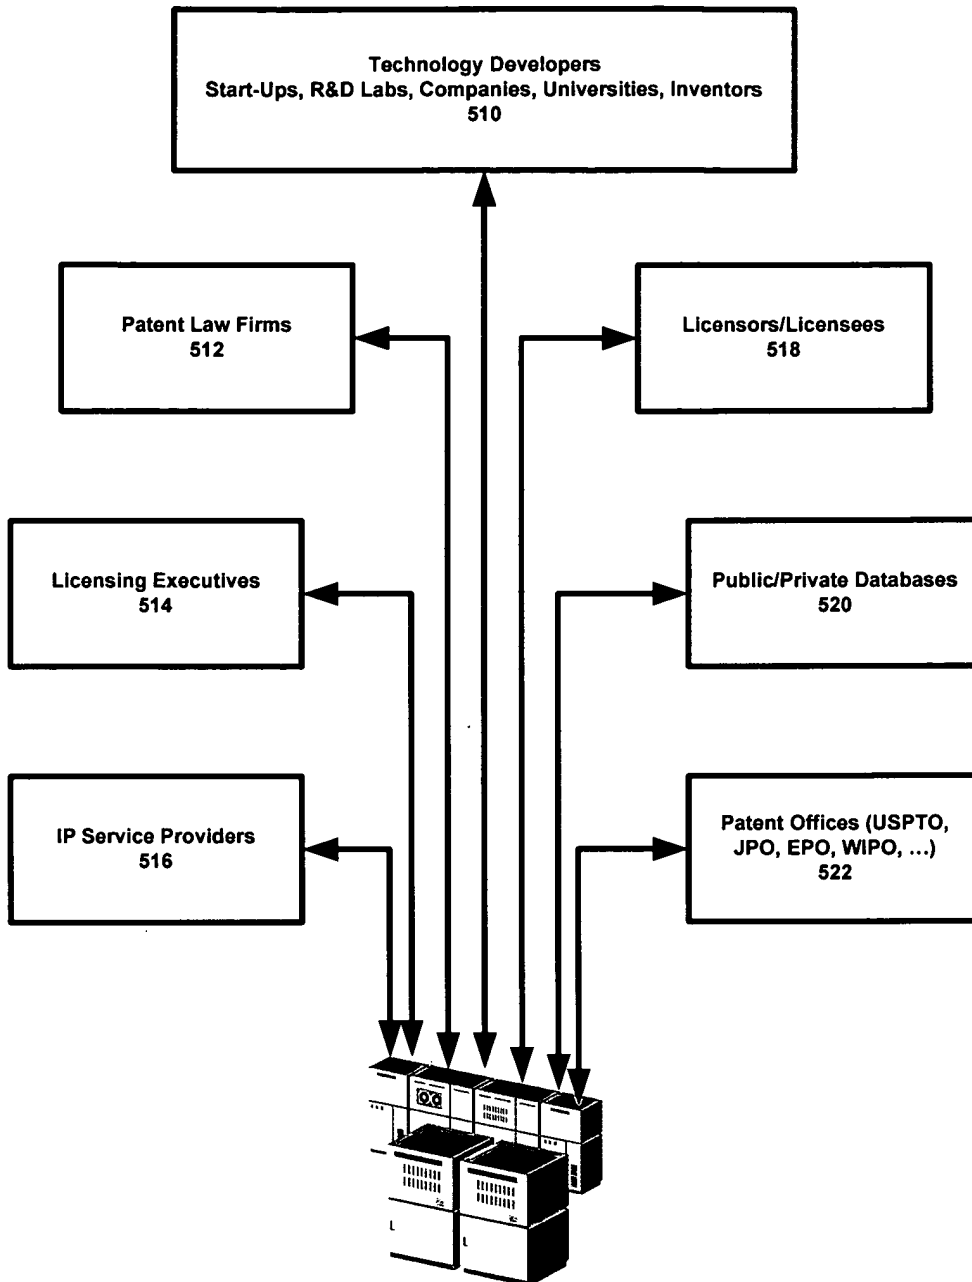 Technology Developers
Start-Ups, R&D Labs, Companies, Universities, Inventors
510
Patent Law Firms
512
Licensors/Licensees
518
Licensing Executives
514
Public/Private Databases
520
IP Service Providers
516
Patent Offices (USPTO,
JPO, EPO, WIPO, ...)
522